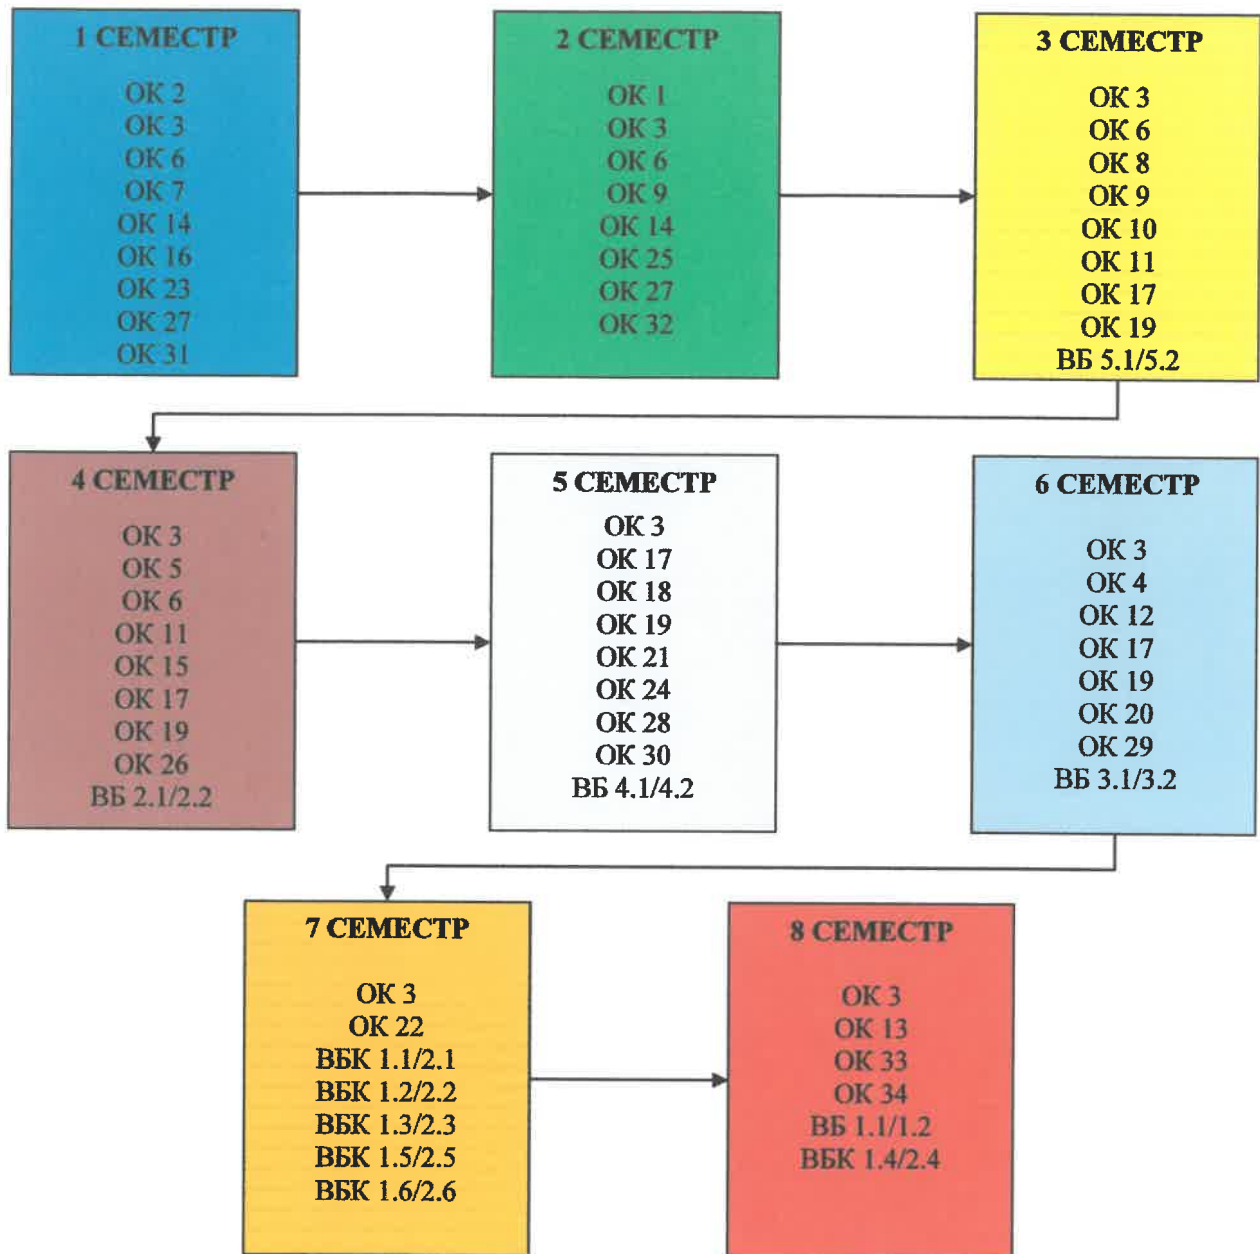 1 СЕМЕСТР
ОК 2
ОК 3
ОК 6
ОК 7
ОК 14
ОК 16
ОК 23
ОК 27
ОК 31
2 СЕМЕСТР
ОК 1
ОК 3
ОК 6
ОК 9
ОК 14
ОК 25
ОК 27
ОК 32
3 СЕМЕСТР
ОК 3
ОК 6
ОК 8
ОК 9
ОК 10
ОК 11
ОК 17
ОК 19
ВБ 5.1/5.2
4 СЕМЕСТР
ОК 3
ОК 5
ОК 6
ОК 11
ОК 15
ОК 17
ОК 19
ОК 26
ВБ 2.1/2.2
5 СЕМЕСТР
ОК 3
ОК 17
ОК 18
ОК 19
ОК 21
ОК 24
ОК 28
ОК 30
ВБ 4.1/4.2
6 СЕМЕСТР
ОК 3
ОК 4
ОК 12
ОК 17
ОК 19
ОК 20
ОК 29
ВБ 3.1/3.2
7 СЕМЕСТР
ОК 3
ОК 22
ВБК 1.1/2.1
ВБК 1.2/2.2
ВБК 1.3/2.3
ВБК 1.5/2.5
ВБК 1.6/2.6
8 СЕМЕСТР
ОК 3
ОК 13
ОК 33
ОК 34
ВБ 1.1/1.2
ВБК 1.4/2.4